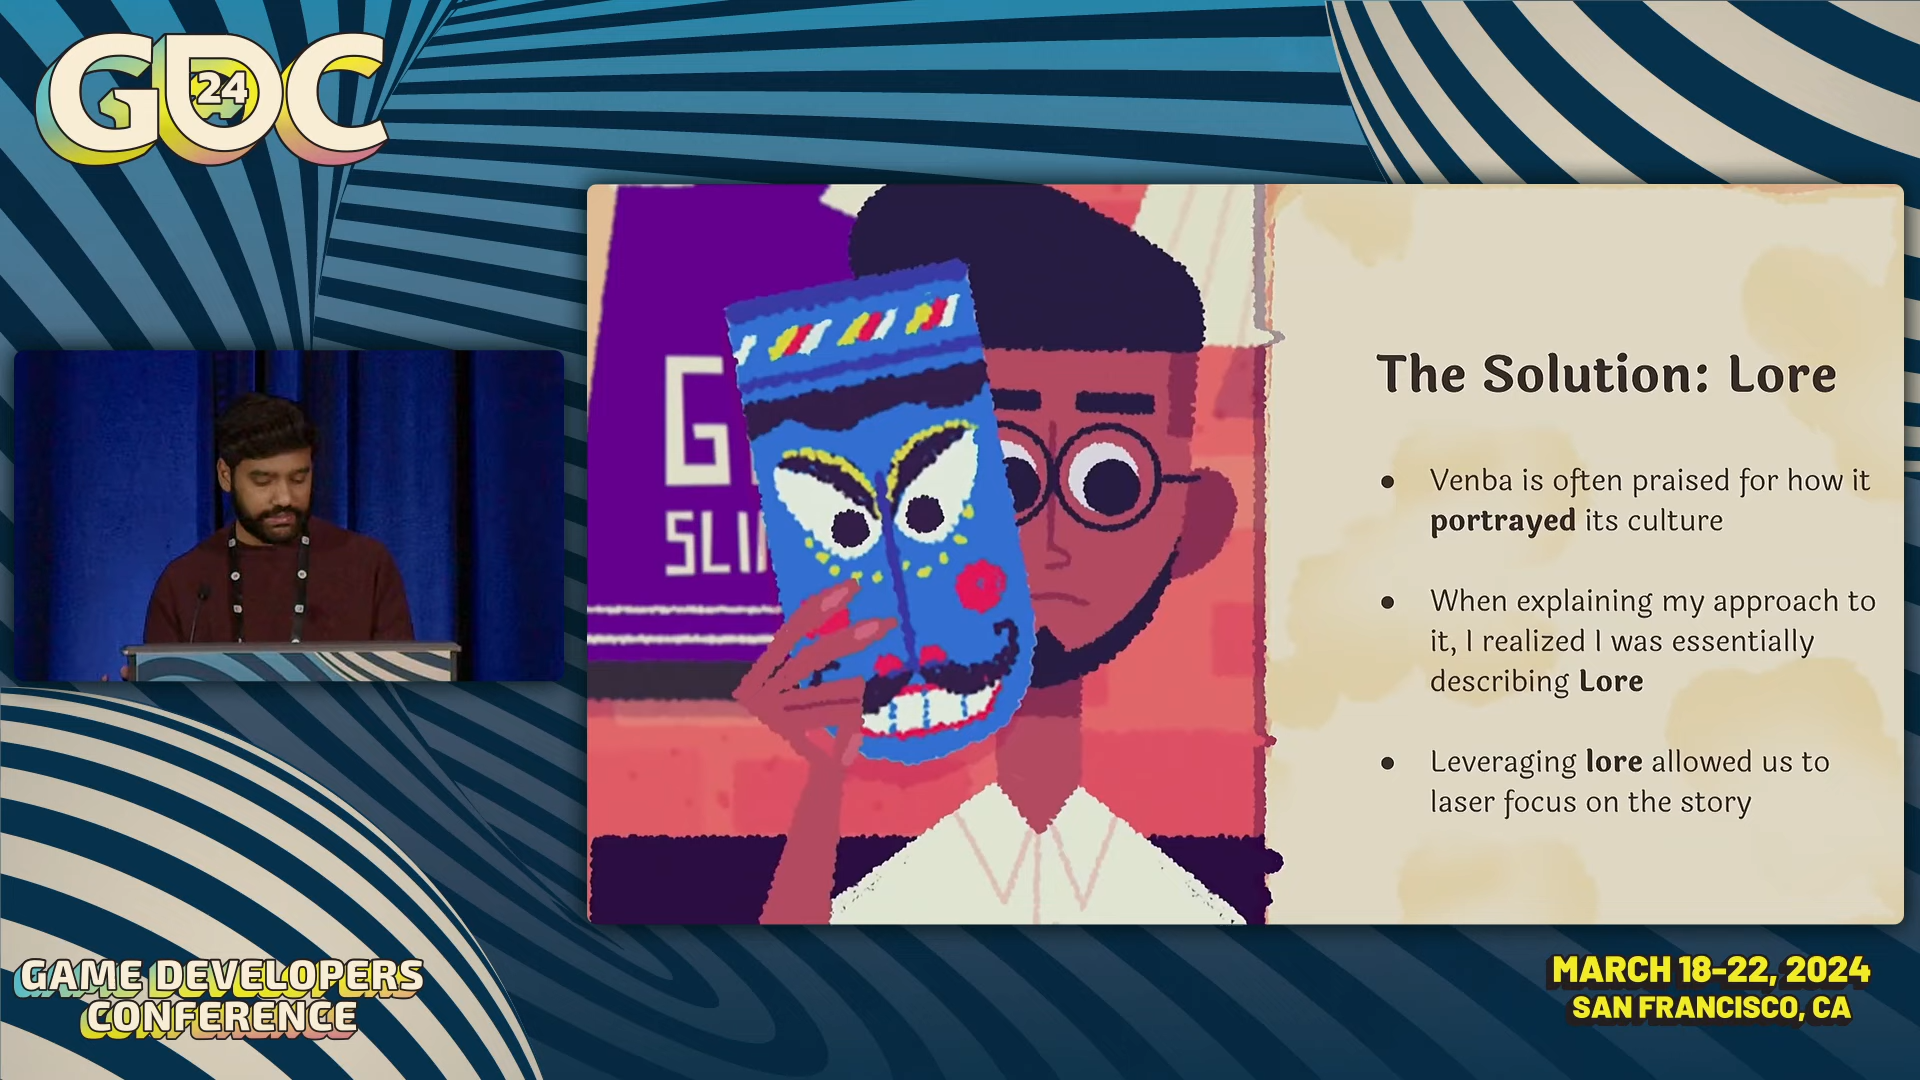 GDC
24
G
SLI
The Solution: Lore
● Venba is often praised for how it
portrayed its culture
● When explaining my approach to
it, I realized I was essentially
describing Lore
● Leveraging lore allowed us to
laser focus on the story
GAME DEVELOPERS
CONFERENCE
MARCH 18-22, 2024
SAN FRANCISCO, CA